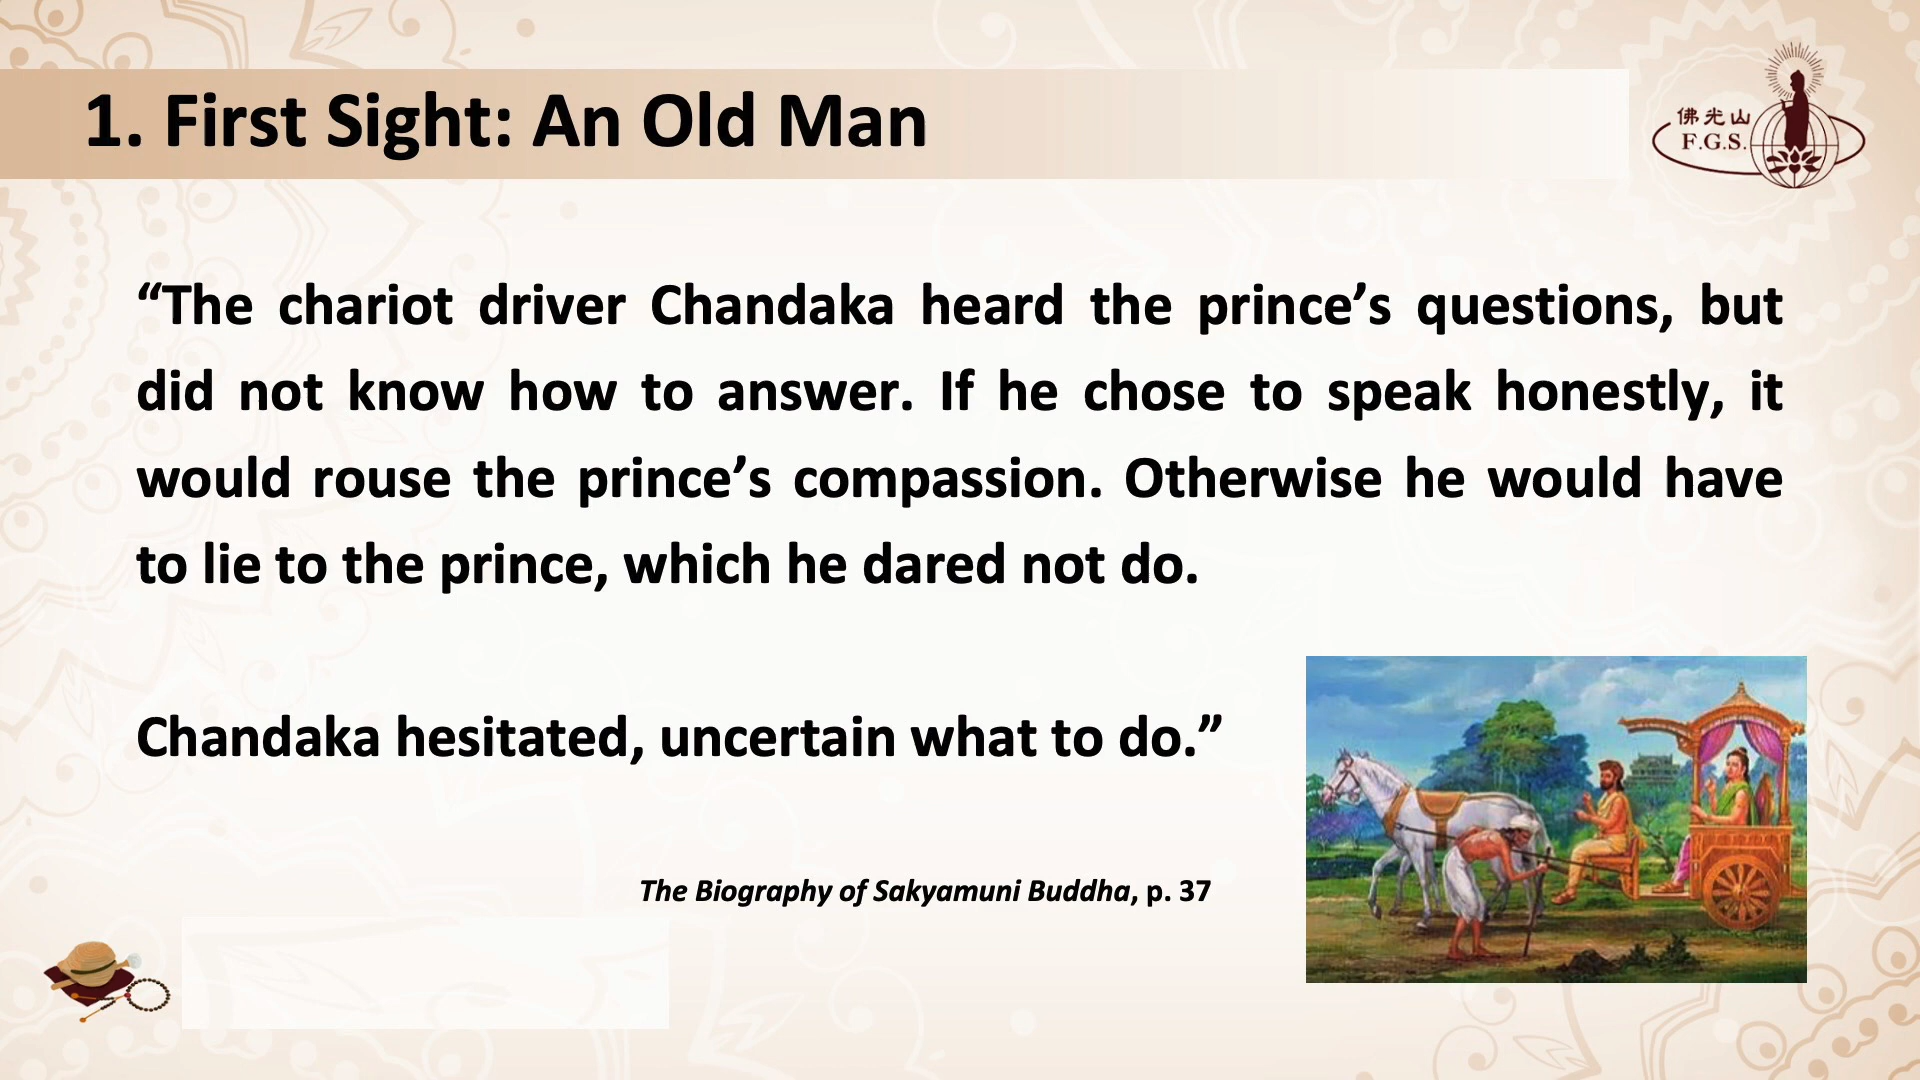 1. First Sight: An Old Man
佛光山
F.G.S.
“The chariot driver Chandaka heard the prince’s questions, but
did not know how to answer. If he chose to speak honestly, it
would rouse the prince’s compassion. Otherwise he would have
to lie to the prince, which he dared not do.
Chandaka hesitated, uncertain what to do.”
The Biography of Sakyamuni Buddha, p. 37